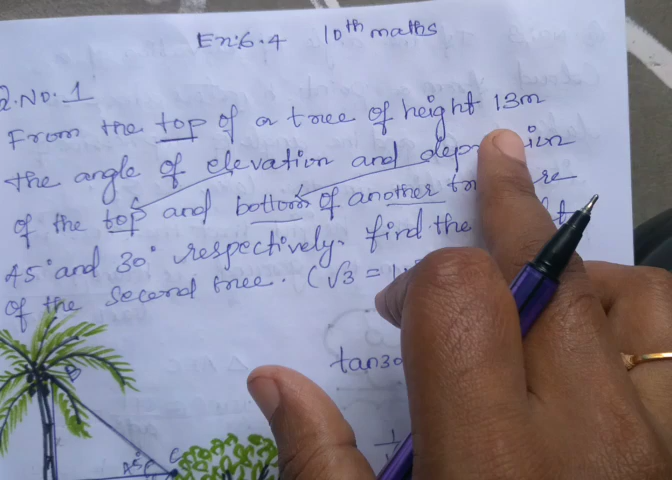 Ex:6.4 10th maths
Q.No.1
From the top of a tree of height 13m
the angle of elevation and
of the top and bottom of another
45° and 30° respectively. find the
of the second tree. (√3 =
B
tan30
45° C